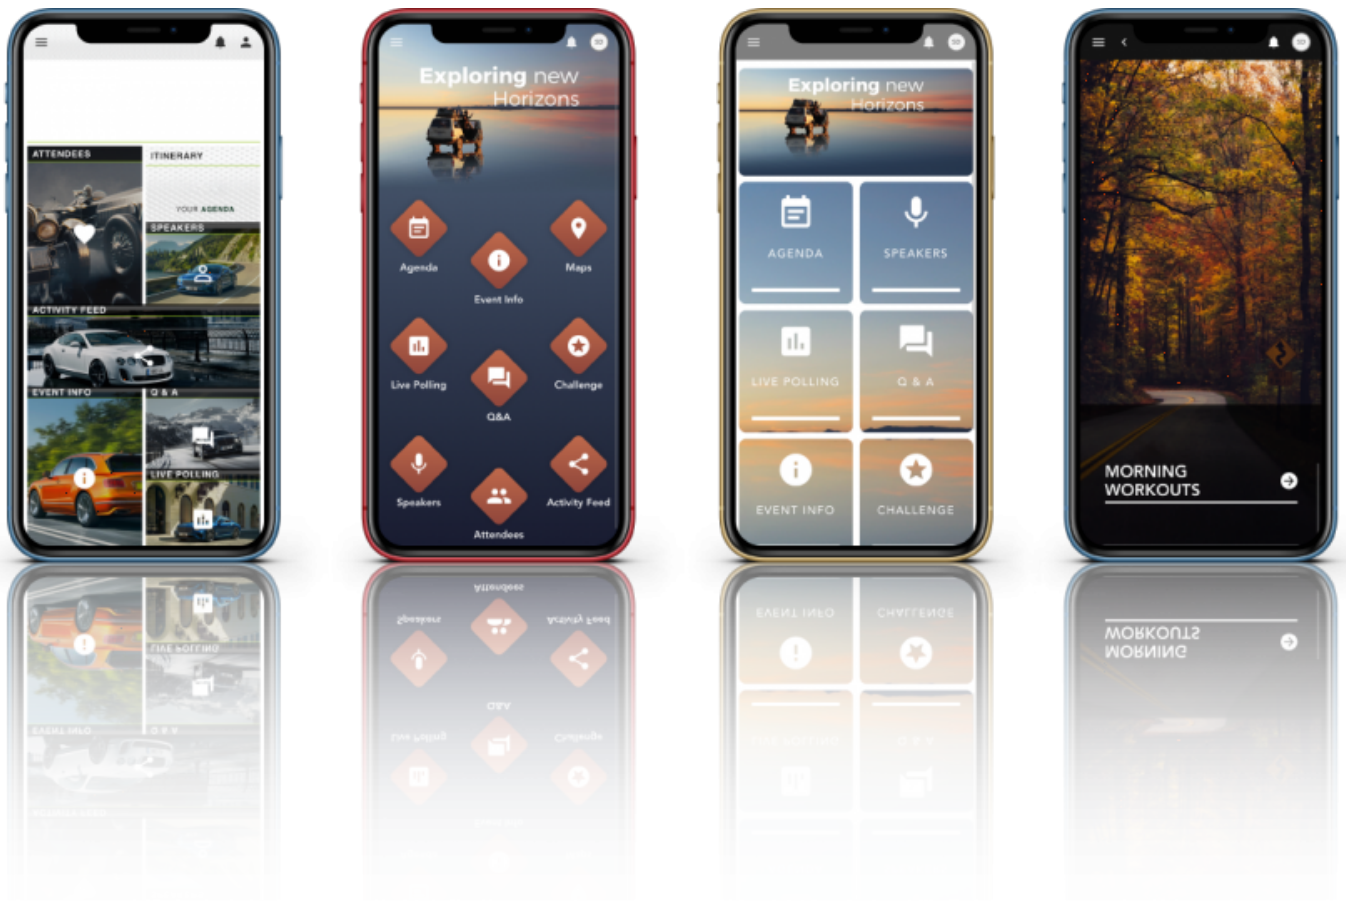 ATTENDEES
ITINERARY
YOUR AGENDA
SPEAKERS
ACTIVITY FEED
EVENT INFO
Q & A
LIVE POLLING
Exploring new
Horizons
Agenda
Maps
Event Info
Live Polling
Challenge
Q&A
Speakers
Activity Feed
Attendees
Exploring new
Horizons
AGENDA
SPEAKERS
LIVE POLLING
Q & A
EVENT INFO
CHALLENGE
MORNING
WORKOUTS